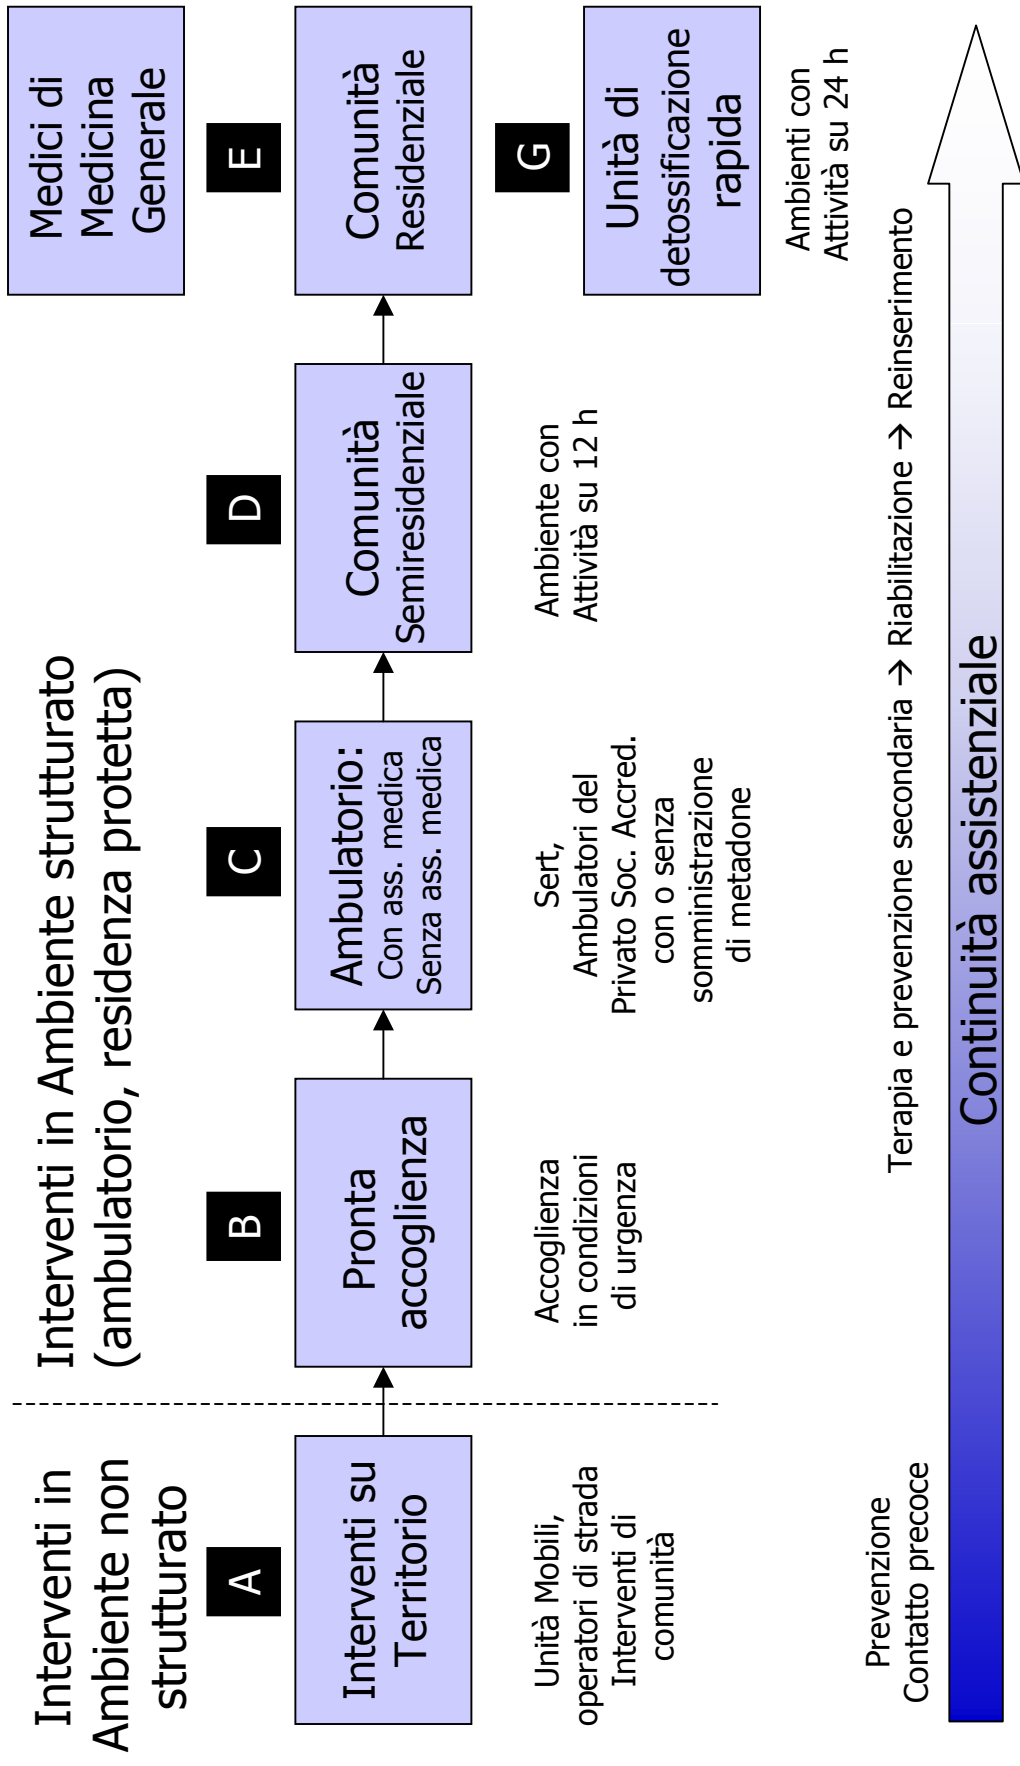 Interventi in
Ambiente non
strutturato
Interventi in Ambiente strutturato
(ambulatorio, residenza protetta)
Medici di
Medicina
Generale
A
Interventi su
Territorio
Unità Mobili,
operatori di strada
Interventi di
comunità
B
Pronta
accoglienza
Accoglienza
in condizioni
di urgenza
C
Ambulatorio:
Con ass. medica
Senza ass. medica
Sert,
Ambulatori del
Privato Soc. Accred.
con o senza
somministrazione
di metadone
D
Comunità
Semiresidenziale
Ambiente con
Attività su 12 h
E
Comunità
Residenziale
G
Unità di
detossificazione
rapida
Ambienti con
Attività su 24 h
Prevenzione
Contatto precoce
Terapia e prevenzione secondaria → Riabilitazione → Reinserimento
Continuità assistenziale